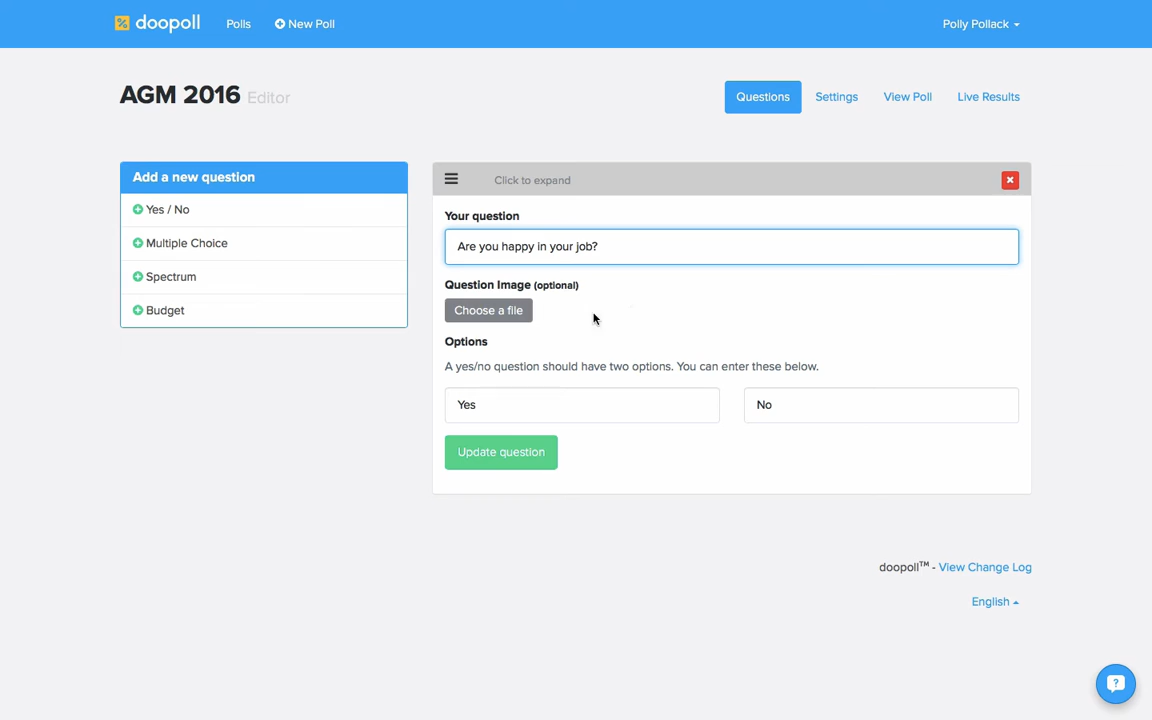 doopoll Polls New Poll Polly Pollack
AGM 2016 Editor
Questions Settings View Poll Live Results
Add a new question
Yes / No
Multiple Choice
Spectrum
Budget
Click to expand
Your question
Are you happy in your job?
Question Image (optional)
Choose a file
Options
A yes/no question should have two options. You can enter these below.
Yes No
Update question
doopoll™ - View Change Log
English